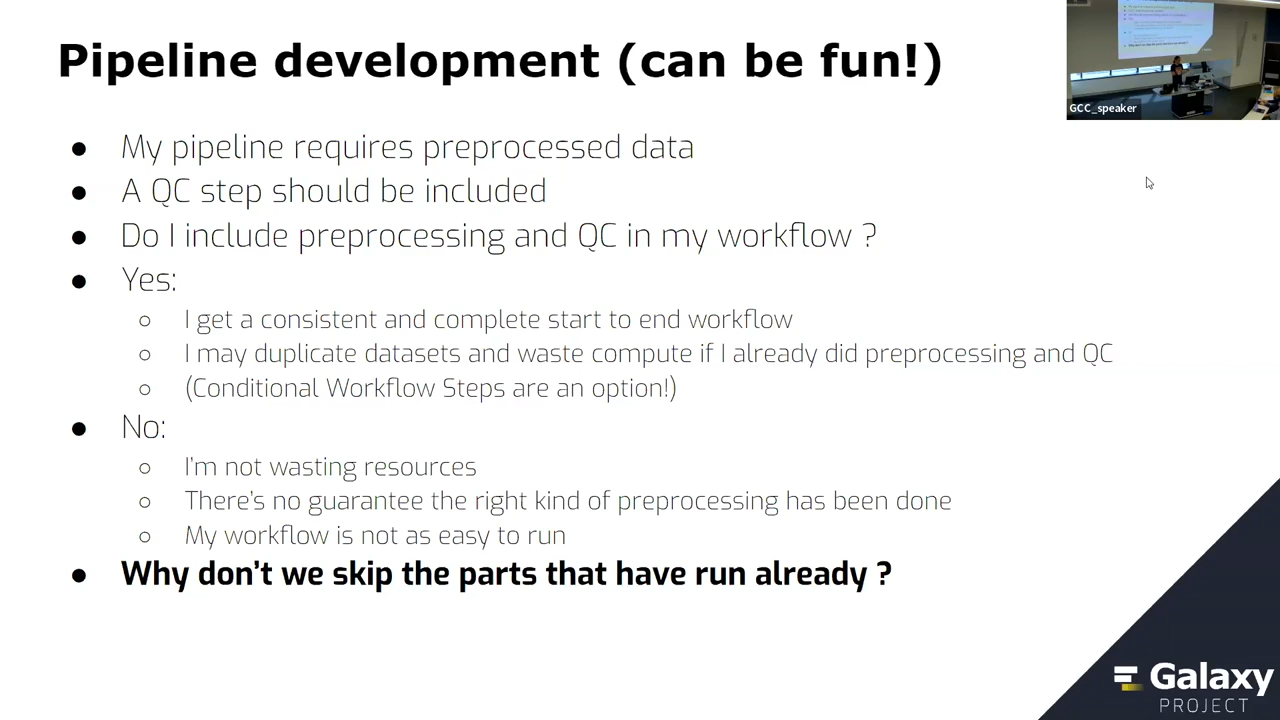 Pipeline development (can be fun!)
GCC_speaker
● My pipeline requires preprocessed data
● A QC step should be included
● Do I include preprocessing and QC in my workflow ?
● Yes:
○ I get a consistent and complete start to end workflow
○ I may duplicate datasets and waste compute if I already did preprocessing and QC
○ (Conditional Workflow Steps are an option!)
● No:
○ I'm not wasting resources
○ There's no guarantee the right kind of preprocessing has been done
○ My workflow is not as easy to run
● Why don't we skip the parts that have run already ?
Galaxy
PROJECT